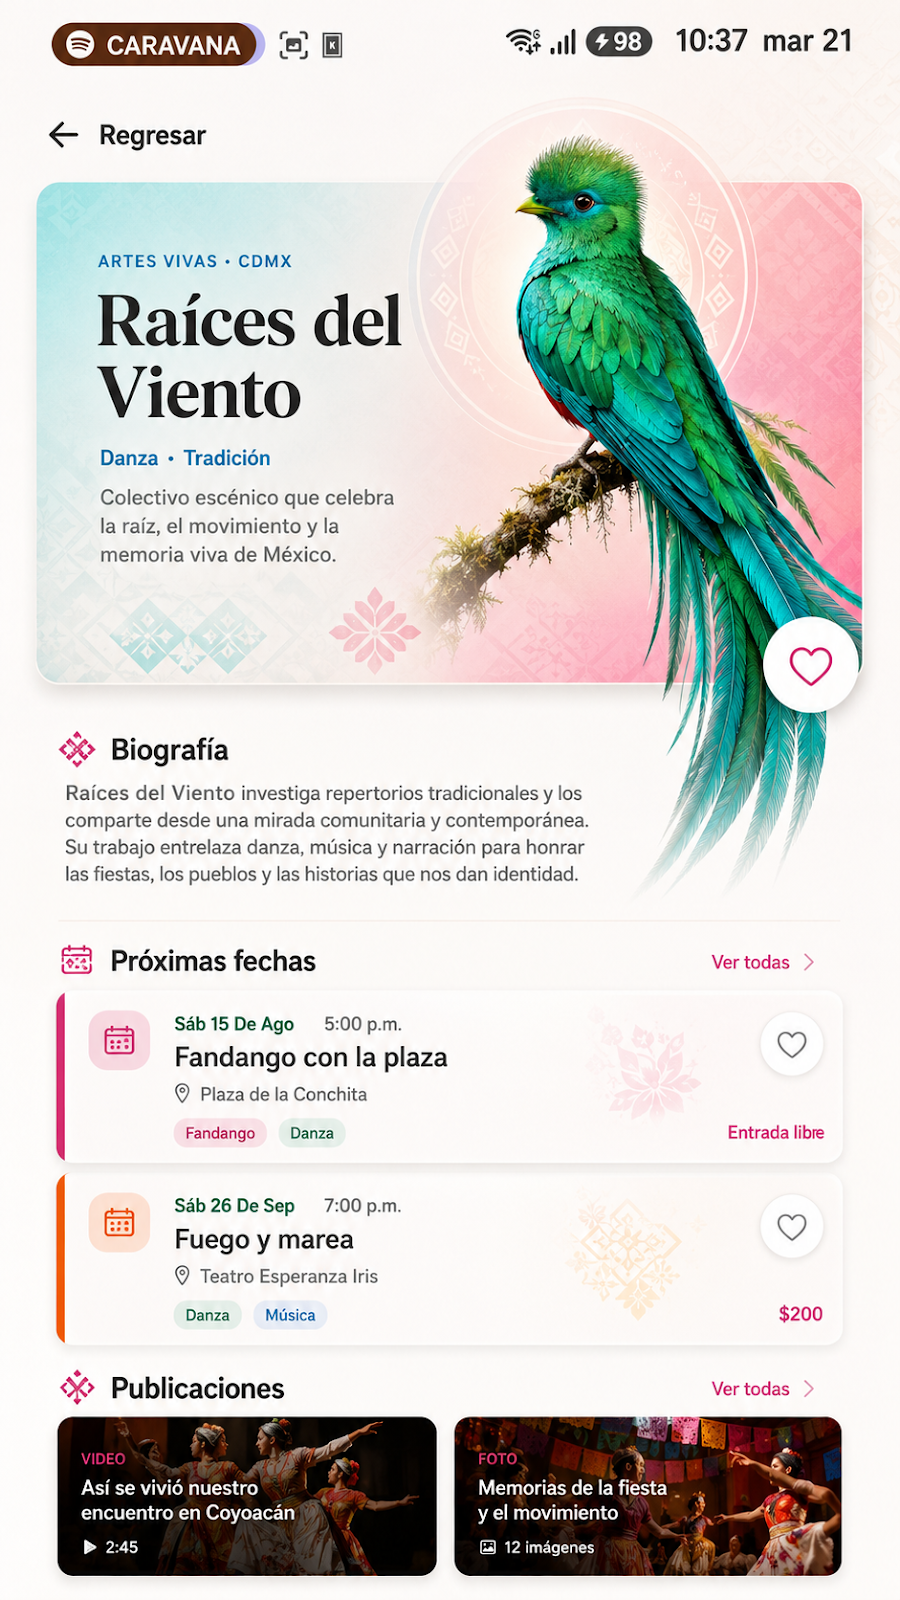 CARAVANA
98
10:37 mar 21
Regresar
ARTES VIVAS • CDMX
Raíces del
Viento
Danza • Tradición
Colectivo escénico que celebra
la raíz, el movimiento y la
memoria viva de México.
Biografía
Raíces del Viento investiga repertorios tradicionales y los
comparte desde una mirada comunitaria y contemporánea.
Su trabajo entrelaza danza, música y narración para honrar
las fiestas, los pueblos y las historias que nos dan identidad.
Próximas fechas
Ver todas
Sáb 15 De Ago 5:00 p.m.
Fandango con la plaza
Plaza de la Conchita
Fandango Danza
Entrada libre
Sáb 26 De Sep 7:00 p.m.
Fuego y marea
Teatro Esperanza Iris
Danza Música
$200
Publicaciones
Ver todas
VIDEO
Así se vivió nuestro
encuentro en Coyoacán
2:45
FOTO
Memorias de la fiesta
y el movimiento
12 imágenes